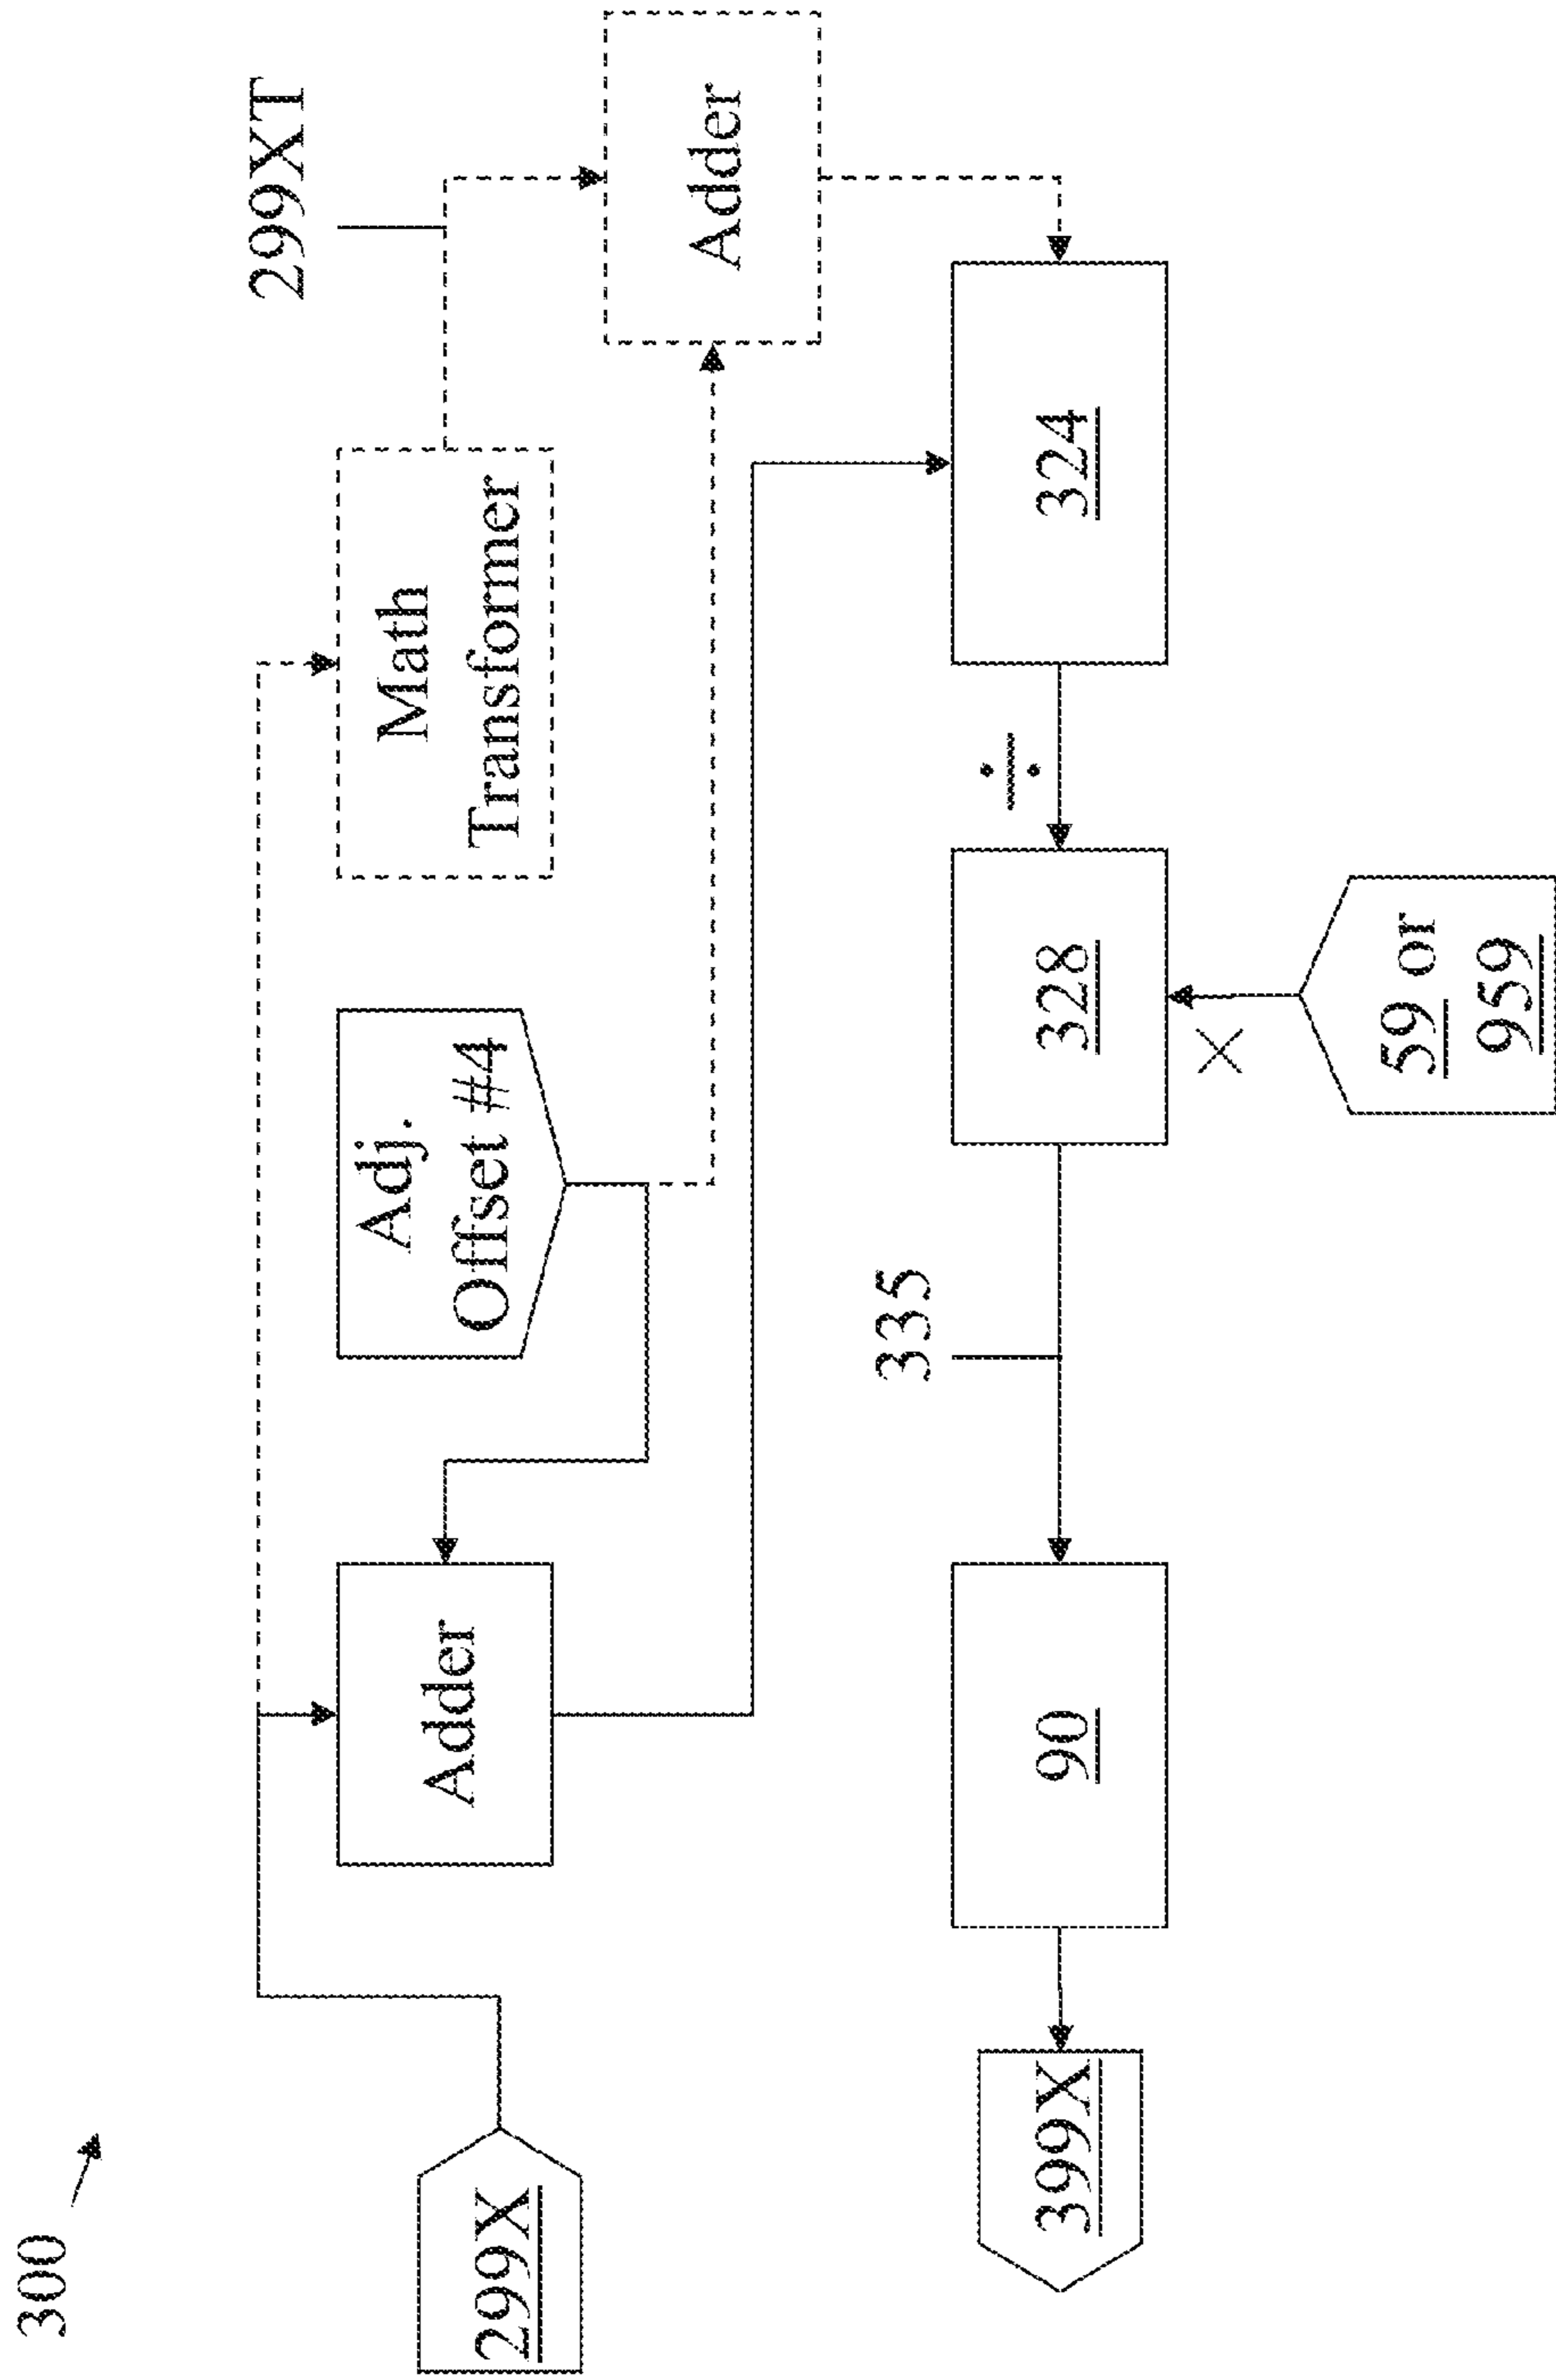 300
299X
Adder
Adj.
Offset #4
Math
Transformer
299XT
Adder
399X
90
335
328
÷
324
X
59 or
959